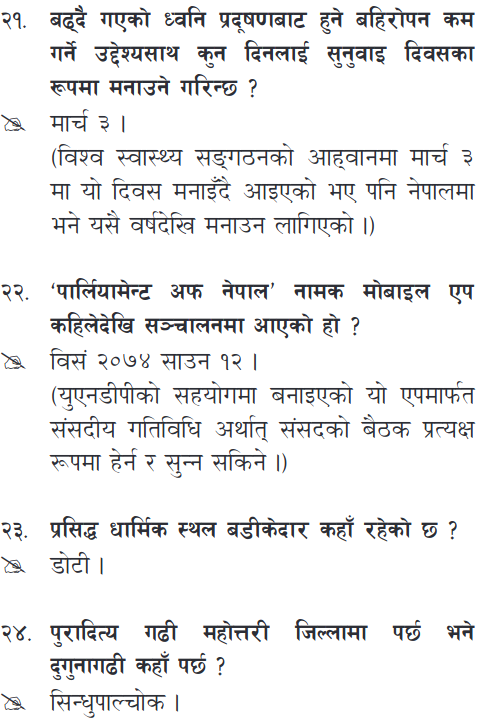 २१. बढ्दै गएको ध्वनि प्रदूषणबाट हुने बहिरोपन कम
गर्ने उद्देश्यसाथ कुन दिनलाई सुनुवाइ दिवसका
रूपमा मनाउने गरिन्छ ?
मार्च ३ ।
(विश्व स्वास्थ्य सङ्गठनको आह्वानमा मार्च ३
मा यो दिवस मनाइँदै आइएको भए पनि नेपालमा
भने यसै वर्षदेखि मनाउन लागिएको ।)
२२. ‘पार्लियामेन्ट अफ नेपाल’ नामक मोबाइल एप
कहिलेदेखि सञ्चालनमा आएको हो ?
विसं २०७४ साउन १२ ।
(युएनडीपीको सहयोगमा बनाइएको यो एपमार्फत
संसदीय गतिविधि अर्थात् संसदको बैठक प्रत्यक्ष
रूपमा हेर्न र सुन्न सकिने ।)
२३. प्रसिद्ध धार्मिक स्थल बडीकेदार कहाँ रहेको छ ?
डोटी ।
२४. पुरादित्य गढी महोत्तरी जिल्लामा पर्छ भने
दुगुनागढी कहाँ पर्छ ?
सिन्धुपाल्चोक ।